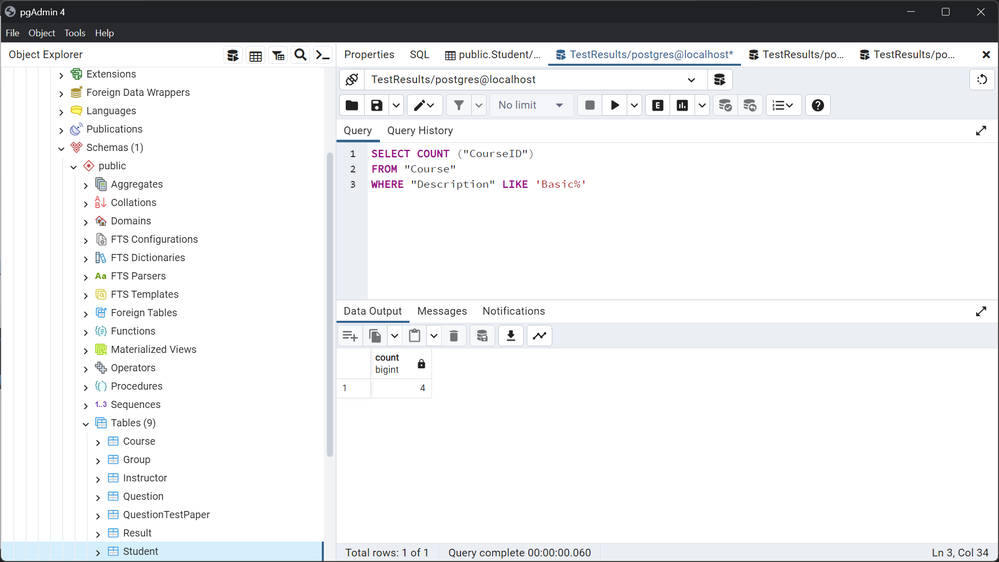 pgAdmin 4
File Object Tools Help
Object Explorer
Extensions
Foreign Data Wrappers
Languages
Publications
Schemas (1)
public
Aggregates
Collations
Domains
FTS Configurations
FTS Dictionaries
Aa FTS Parsers
FTS Templates
Foreign Tables
Functions
Materialized Views
Operators
Procedures
1..3 Sequences
Tables (9)
Course
Group
Instructor
Question
QuestionTestPaper
Result
Student
Properties SQL public.Student/... TestResults/postgres@localhost* TestResults/po... TestResults/po...
TestResults/postgres@localhost
No limit E
Query Query History
1 SELECT COUNT ("CourseID")
2 FROM "Course"
3 WHERE "Description" LIKE 'Basic%'
Data Output Messages Notifications
count
bigint
1 4
Total rows: 1 of 1 Query complete 00:00:00.060 Ln 3, Col 34